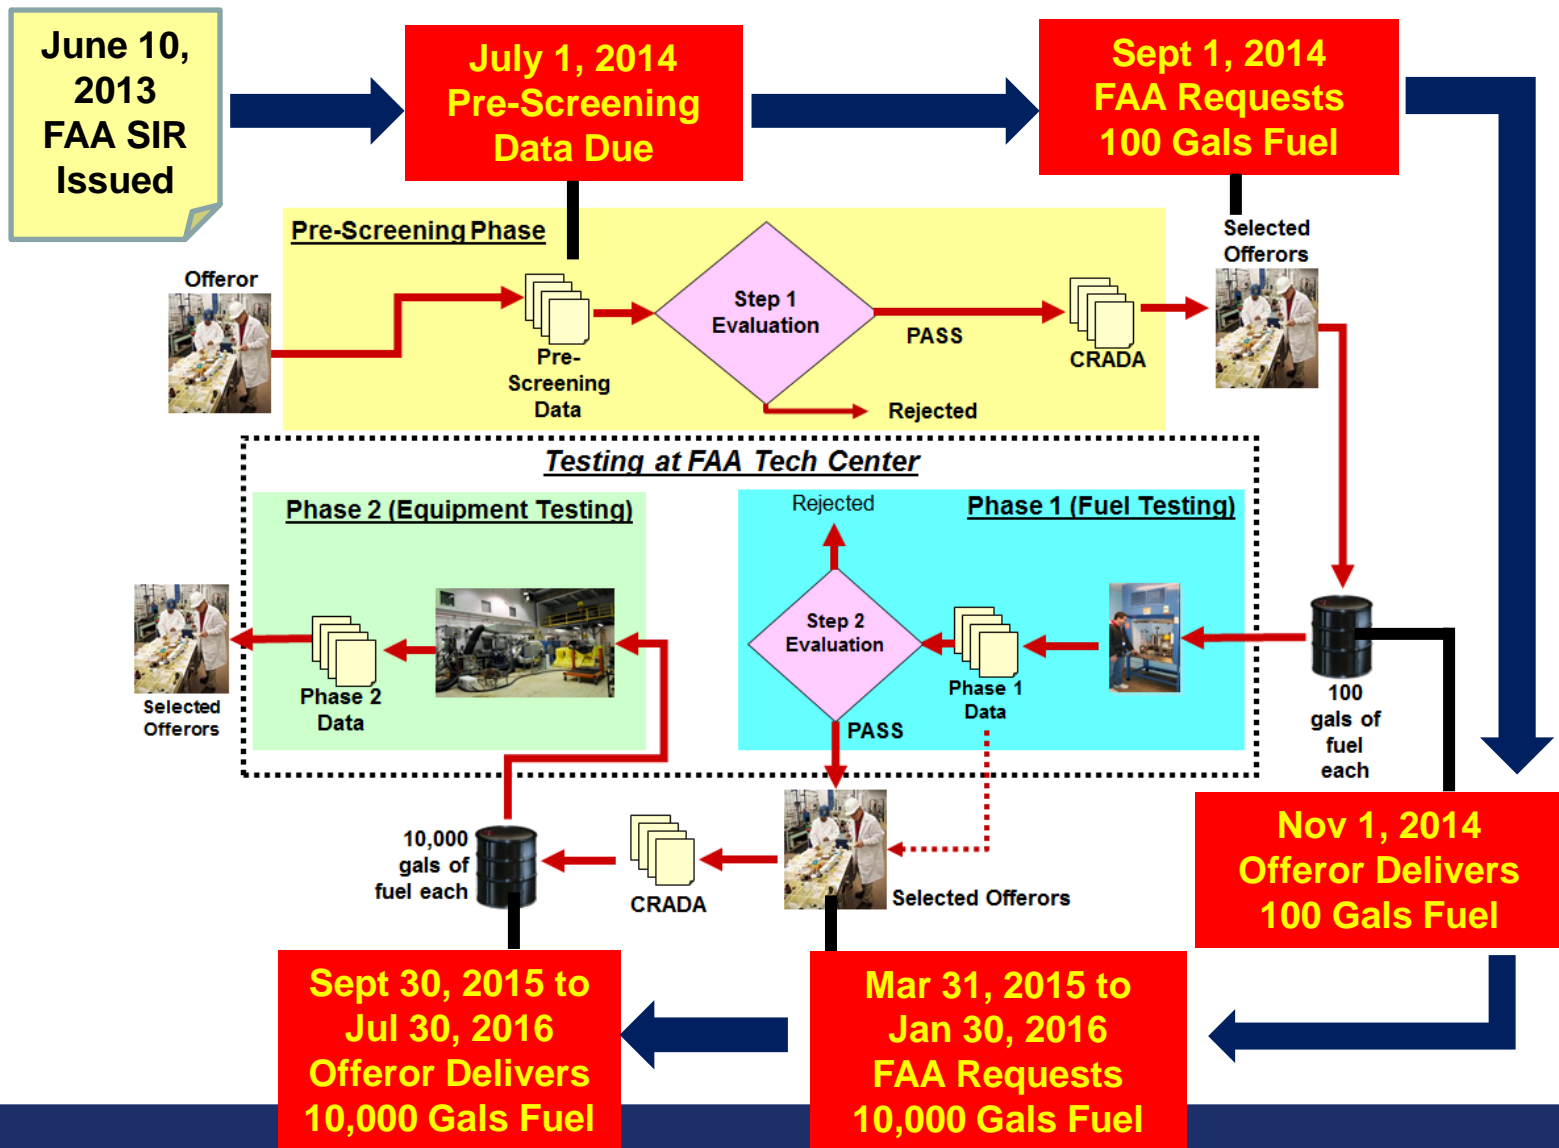 June 10,
2013
FAA SIR
Issued
July 1, 2014
Pre-Screening
Data Due
Sept 1, 2014
FAA Requests
100 Gals Fuel
Pre-Screening Phase
Offeror
Pre-
Screening
Data
Step 1
Evaluation
PASS
Rejected
CRADA
Selected
Offerors
Testing at FAA Tech Center
Phase 2 (Equipment Testing)
Rejected
Phase 1 (Fuel Testing)
Step 2
Evaluation
Phase 1
Data
PASS
100
gals of
fuel
each
Phase 2
Data
Selected
Offerors
10,000
gals of
fuel each
CRADA
Selected Offerors
Nov 1, 2014
Offeror Delivers
100 Gals Fuel
Sept 30, 2015 to
Jul 30, 2016
Offeror Delivers
10,000 Gals Fuel
Mar 31, 2015 to
Jan 30, 2016
FAA Requests
10,000 Gals Fuel